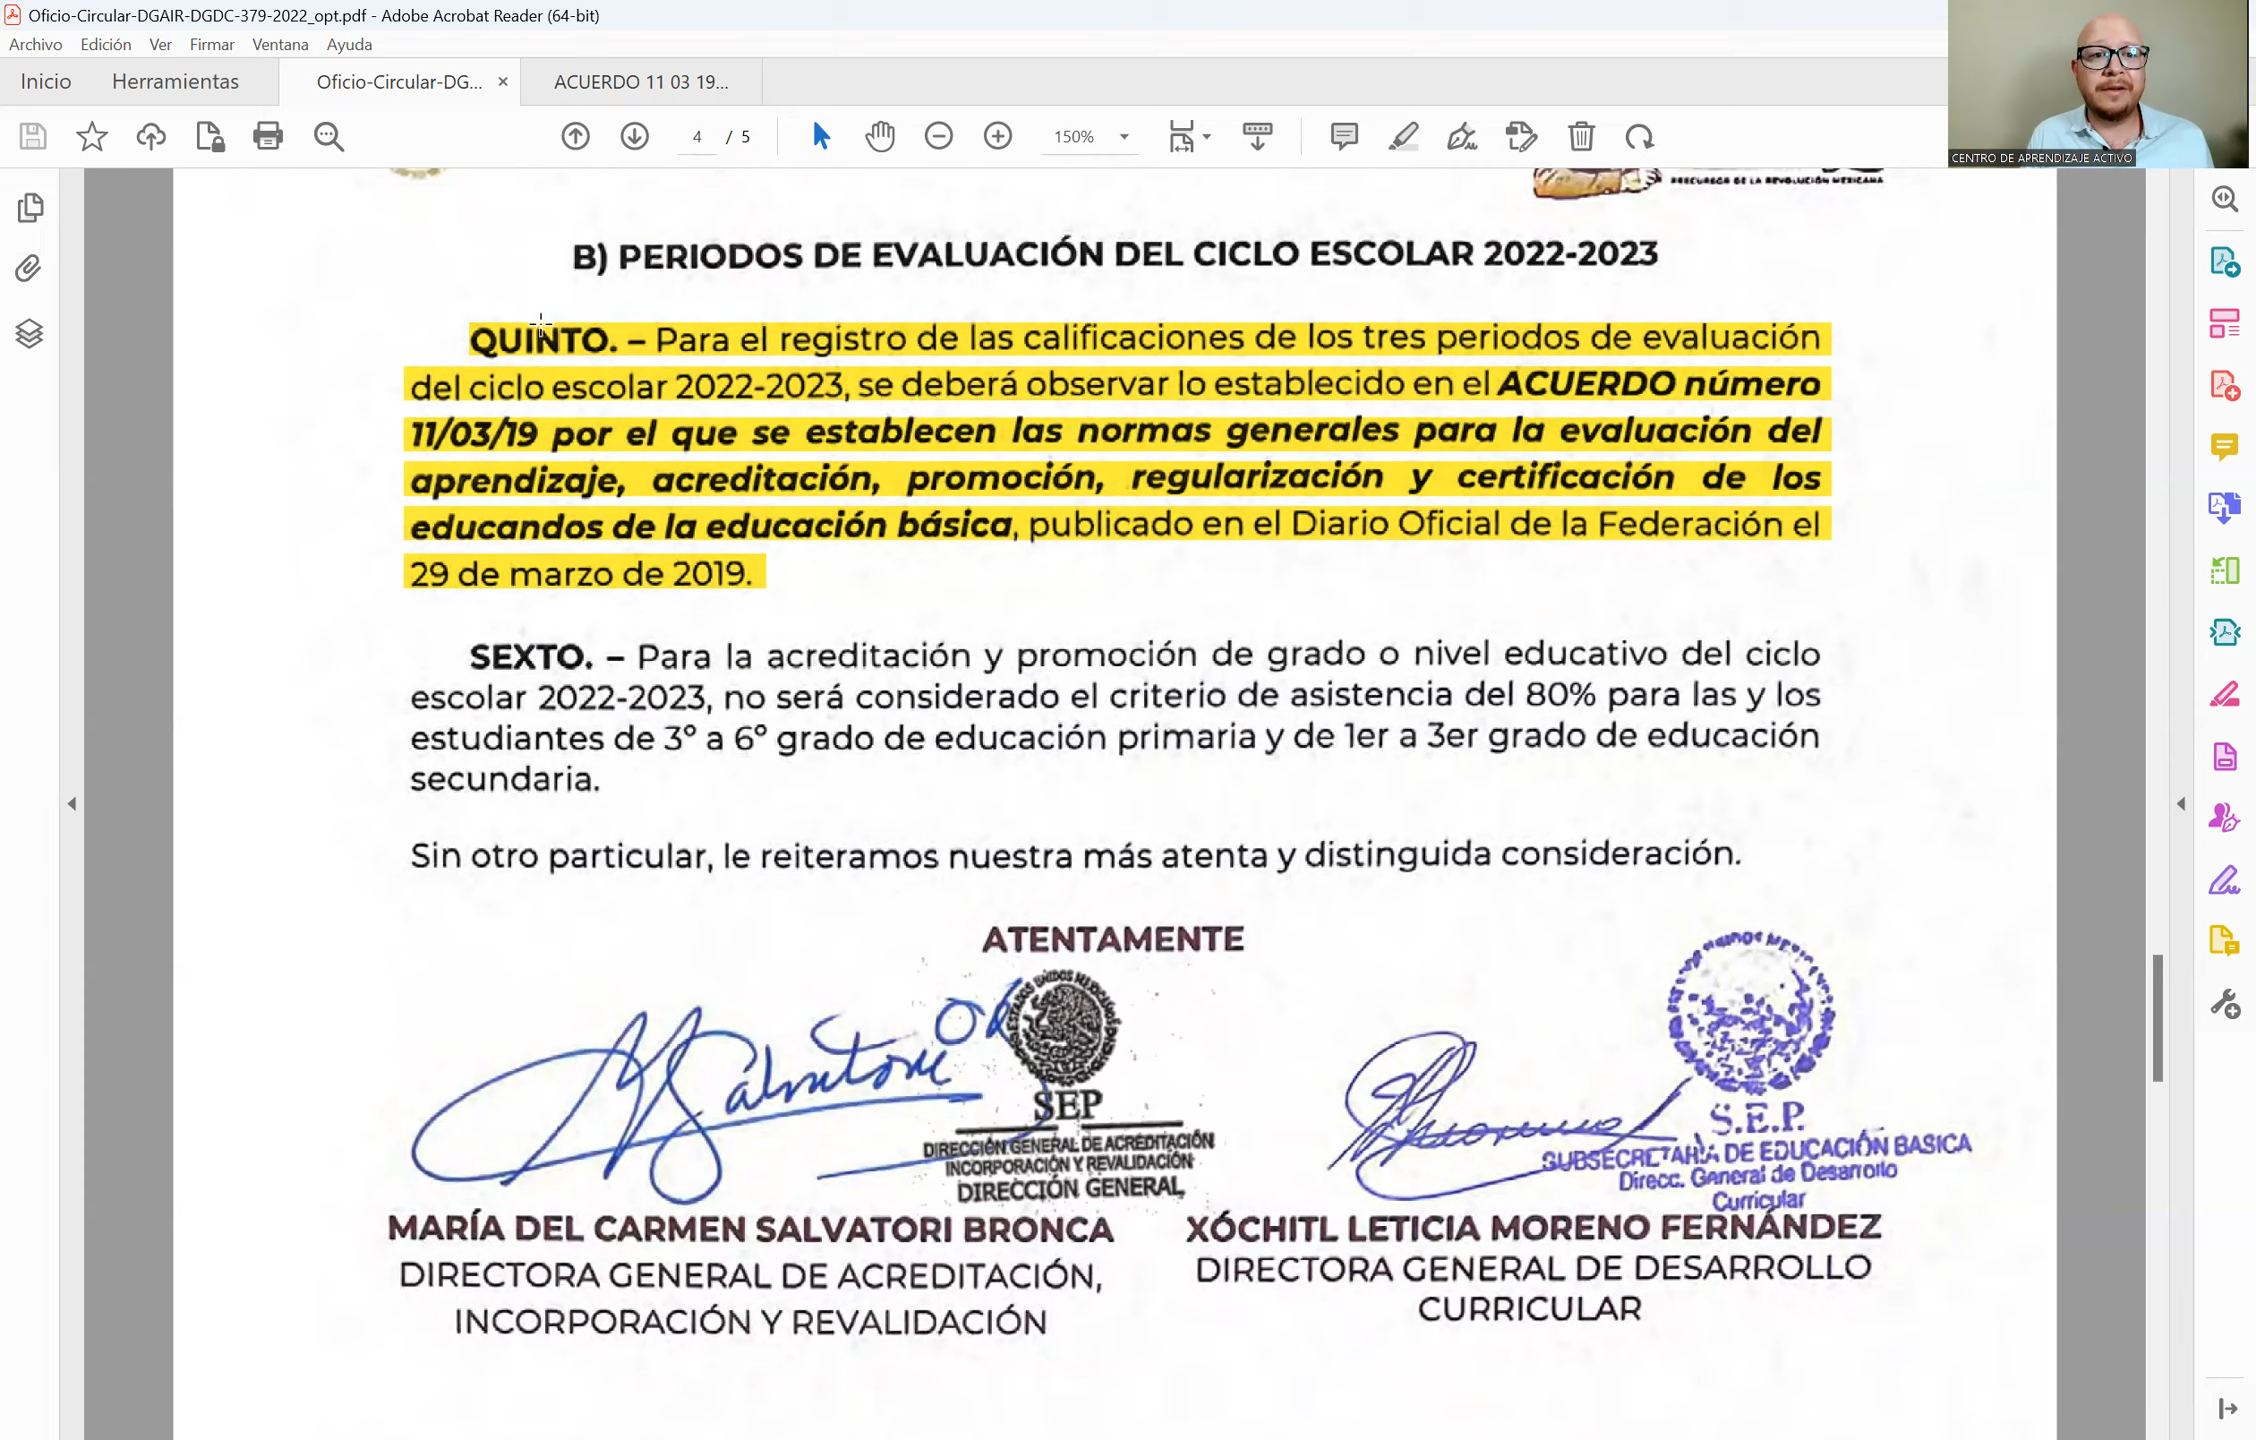 Oficio-Circular-DGAIR-DGDC-379-2022_opt.pdf - Adobe Acrobat Reader (64-bit)
Archivo Edición Ver Firmar Ventana Ayuda
Inicio Herramientas Oficio-Circular-DG... × ACUERDO 11 03 19...
4 / 5 150%
CENTRO DE APRENDIZAJE ACTIVO
PRECURSOR DE LA REVOLUCIÓN MEXICANA
B) PERIODOS DE EVALUACIÓN DEL CICLO ESCOLAR 2022-2023
QUINTO. – Para el registro de las calificaciones de los tres periodos de evaluación
del ciclo escolar 2022-2023, se deberá observar lo establecido en el ACUERDO número
11/03/19 por el que se establecen las normas generales para la evaluación del
aprendizaje, acreditación, promoción, regularización y certificación de los
educandos de la educación básica, publicado en el Diario Oficial de la Federación el
29 de marzo de 2019.
SEXTO. – Para la acreditación y promoción de grado o nivel educativo del ciclo
escolar 2022-2023, no será considerado el criterio de asistencia del 80% para las y los
estudiantes de 3º a 6º grado de educación primaria y de 1er a 3er grado de educación
secundaria.
Sin otro particular, le reiteramos nuestra más atenta y distinguida consideración.
ATENTAMENTE
SEP
DIRECCIÓN GENERAL DE ACREDITACIÓN
INCORPORACIÓN Y REVALIDACIÓN
DIRECCIÓN GENERAL
S.E.P.
SUBSECRETARÍA DE EDUCACIÓN BASICA
Direcc. General de Desarrollo
Curricular
MARÍA DEL CARMEN SALVATORI BRONCA
DIRECTORA GENERAL DE ACREDITACIÓN,
INCORPORACIÓN Y REVALIDACIÓN
XÓCHITL LETICIA MORENO FERNÁNDEZ
DIRECTORA GENERAL DE DESARROLLO
CURRICULAR